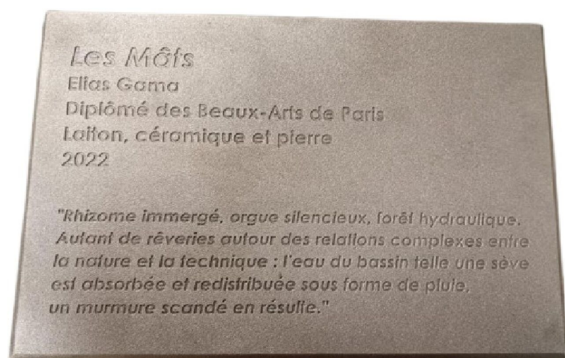 Les Mâts
Elias Gama
Diplômé des Beaux-Arts de Paris
Laiton, céramique et pierre
2022
"Rhizome immergé, orgue silencieux, forêt hydraulique.
Autant de rêveries autour des relations complexes entre
la nature et la technique : l'eau du bassin telle une sève
est absorbée et redistribuée sous forme de pluie,
un murmure scandé en résulte."